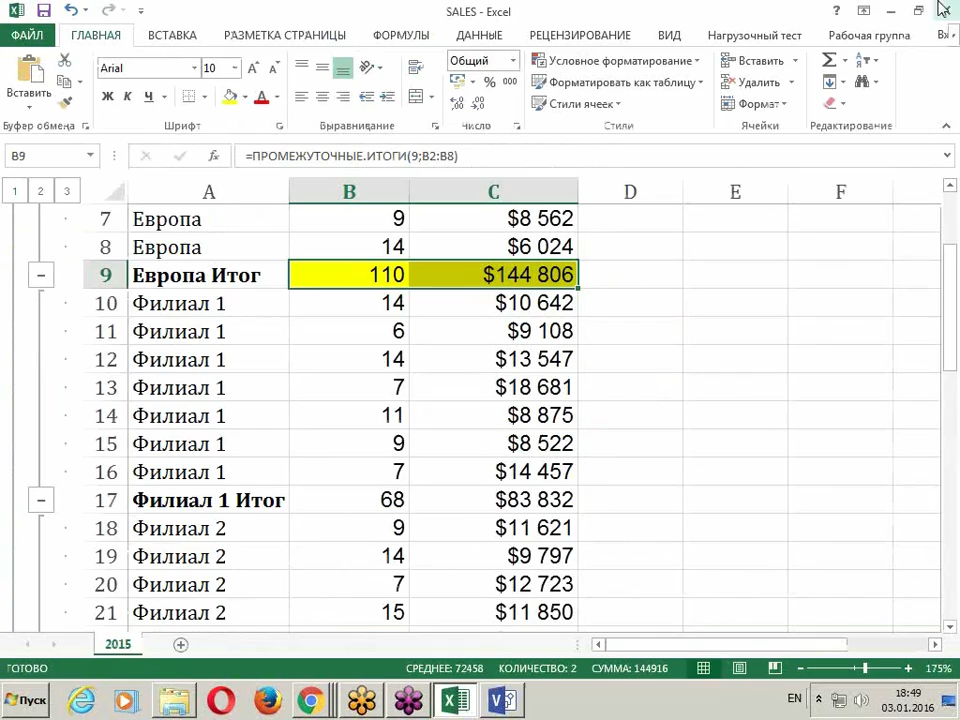 SALES - Excel
ФАЙЛ ГЛАВНАЯ ВСТАВКА РАЗМЕТКА СТРАНИЦЫ ФОРМУЛЫ ДАННЫЕ РЕЦЕНЗИРОВАНИЕ ВИД Нагрузочный тест Рабочая группа
Вставить
Arial 10
Ж К Ч
Общий
% 000
Условное форматирование
Форматировать как таблицу
Стили ячеек
Вставить
Удалить
Формат
Буфер обмена Шрифт Выравнивание Число Стили Ячейки Редактирование
B9 fx =ПРОМЕЖУТОЧНЫЕ.ИТОГИ(9;B2:B8)
1 2 3 A B C D E F
7 Европа 9 $8 562
8 Европа 14 $6 024
9 Европа Итог 110 $144 806
10 Филиал 1 14 $10 642
11 Филиал 1 6 $9 108
12 Филиал 1 14 $13 547
13 Филиал 1 7 $18 681
14 Филиал 1 11 $8 875
15 Филиал 1 9 $8 522
16 Филиал 1 7 $14 457
17 Филиал 1 Итог 68 $83 832
18 Филиал 2 9 $11 621
19 Филиал 2 14 $9 797
20 Филиал 2 7 $12 723
21 Филиал 2 15 $11 850
2015
ГОТОВО СРЕДНЕЕ: 72458 КОЛИЧЕСТВО: 2 СУММА: 144916 175%
Пуск EN 18:49
03.01.2016